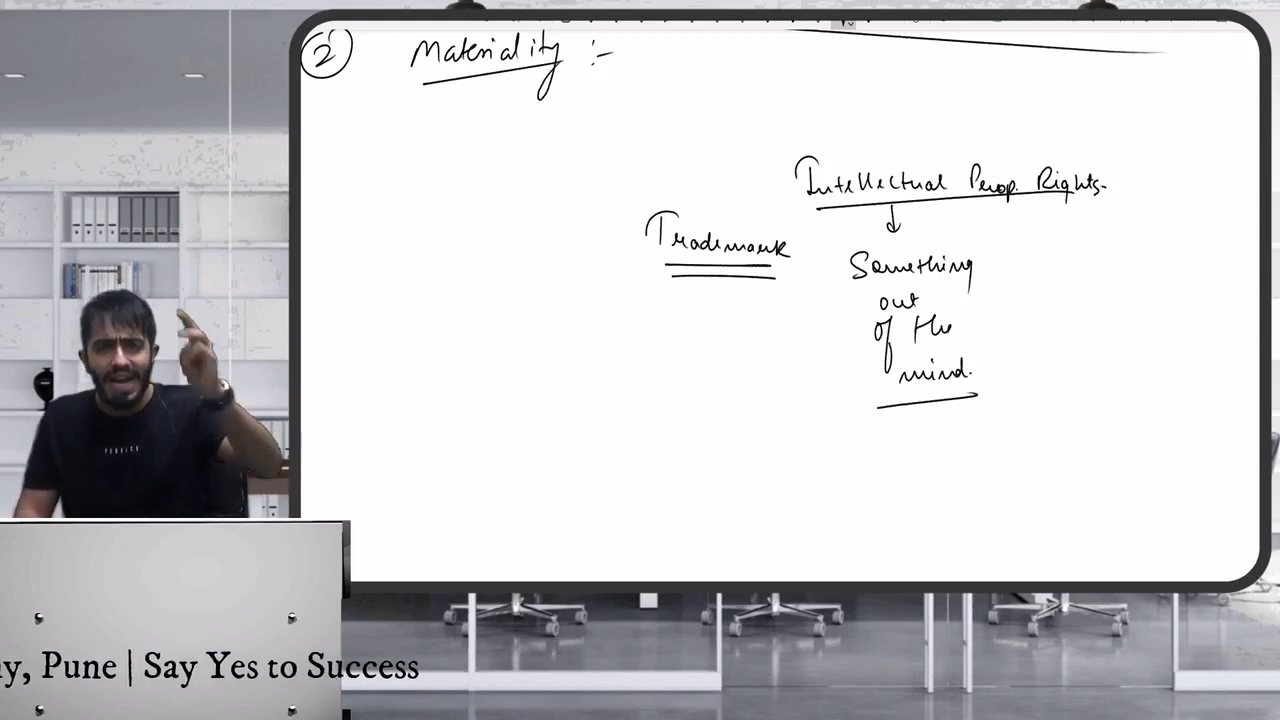 2
Materiality :-
Intellectual Prop. Rights.
Trademark
Something
out
of the
mind.
y, Pune | Say Yes to Success